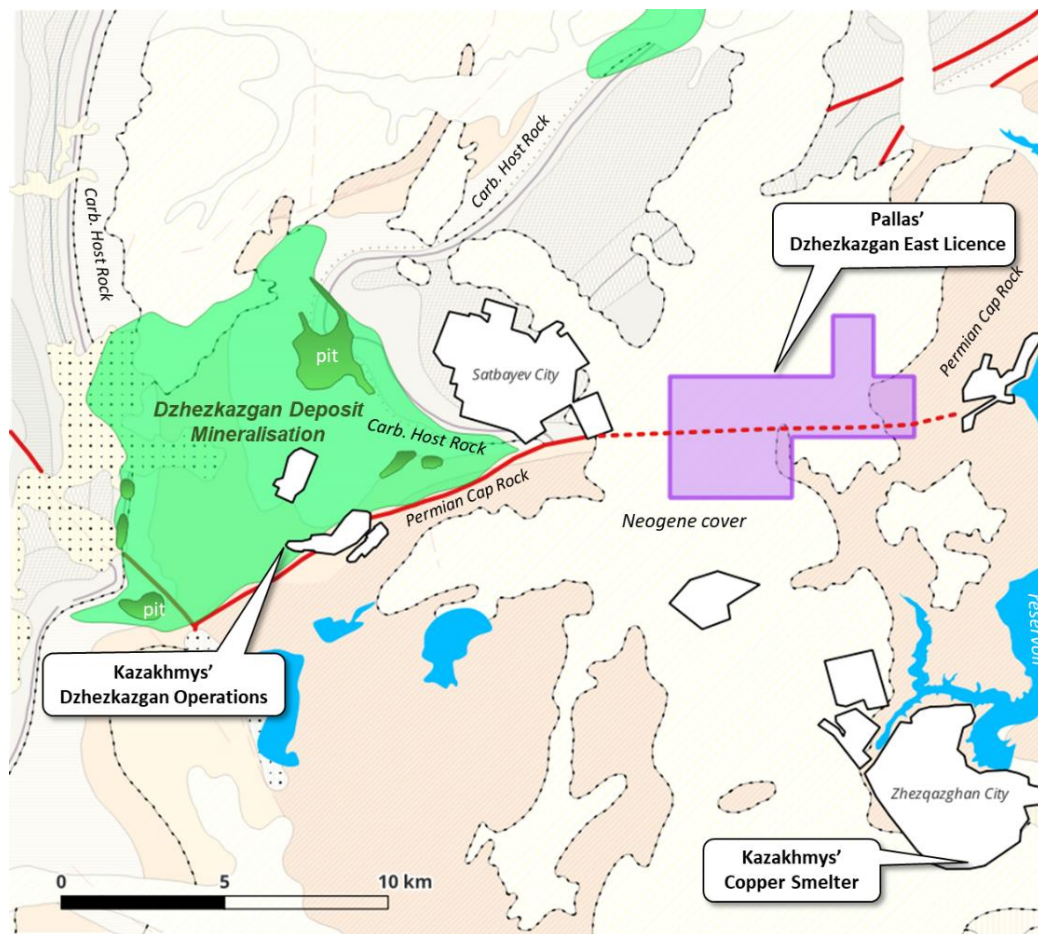 Carb. Host Rock
Carb. Host Rock
Pallas'
Dzhezkazgan East Licence
Permian Cap Rock
pit
Satbayev City
Dzhezkazgan Deposit
Mineralisation
Carb. Host Rock
Permian Cap Rock
Neogene cover
pit
reservoir
Kazakhmys'
Dzhezkazgan Operations
Zhezqazghan City
Kazakhmys'
Copper Smelter
0 5 10 km